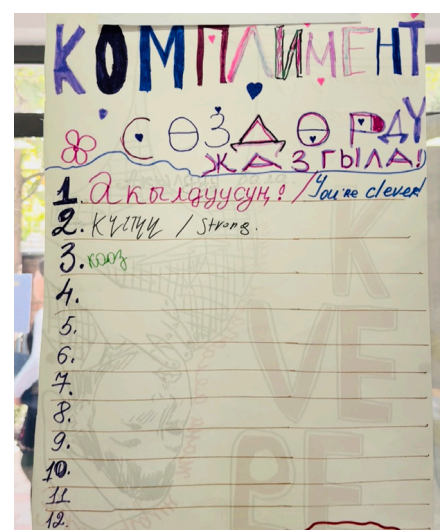 КОМПЛИМЕНТ
СӨЗДӨРДҮ
ЖАЗГЫЛА!
1. Акылдуусуң! / You're clever!
2. Күчтүү / Strong.
3. кооз
4.
5.
6.
7.
8.
9.
10.
11
12.